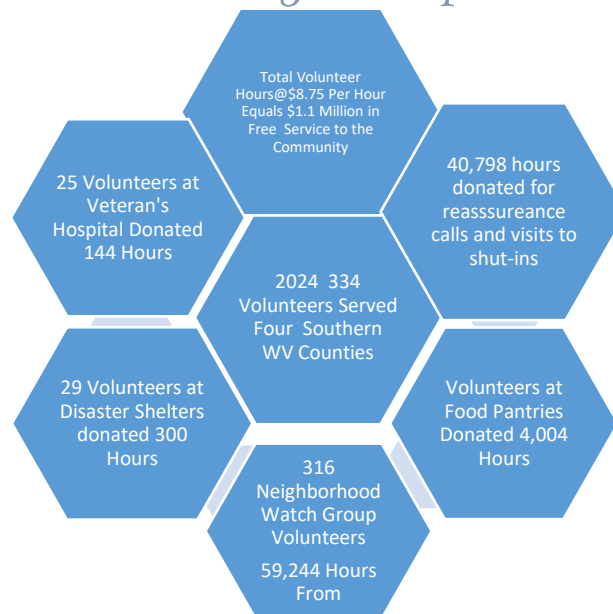 Total Volunteer
Hours@$8.75 Per Hour
Equals $1.1 Million in
Free Service to the
Community
25 Volunteers at
Veteran's
Hospital Donated
144 Hours
40,798 hours
donated for
reasssureance
calls and visits to
shut-ins
2024 334
Volunteers Served
Four Southern
WV Counties
29 Volunteers at
Disaster Shelters
donated 300
Hours
Volunteers at
Food Pantries
Donated 4,004
Hours
316
Neighborhood
Watch Group
Volunteers
59,244 Hours
From